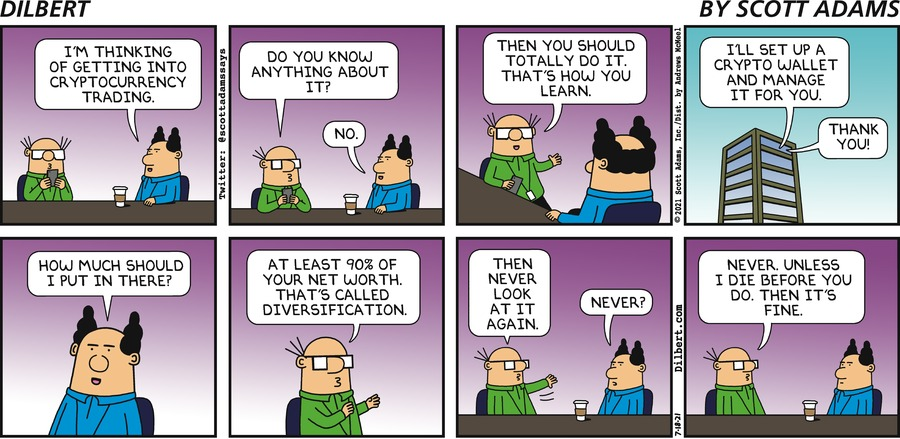 DILBERT
BY SCOTT ADAMS
I'M THINKING
OF GETTING INTO
CRYPTOCURRENCY
TRADING.
Twitter: @scottadamssays
DO YOU KNOW
ANYTHING ABOUT
IT?
NO.
THEN YOU SHOULD
TOTALLY DO IT.
THAT'S HOW YOU
LEARN.
© 2021 Scott Adams, Inc./Dist. by Andrews McMeel
I'LL SET UP A
CRYPTO WALLET
AND MANAGE
IT FOR YOU.
THANK
YOU!
HOW MUCH SHOULD
I PUT IN THERE?
AT LEAST 90% OF
YOUR NET WORTH.
THAT'S CALLED
DIVERSIFICATION.
THEN
NEVER
LOOK
AT IT
AGAIN.
NEVER?
7-18-21
Dilbert.com
NEVER. UNLESS
I DIE BEFORE YOU
DO. THEN IT'S
FINE.